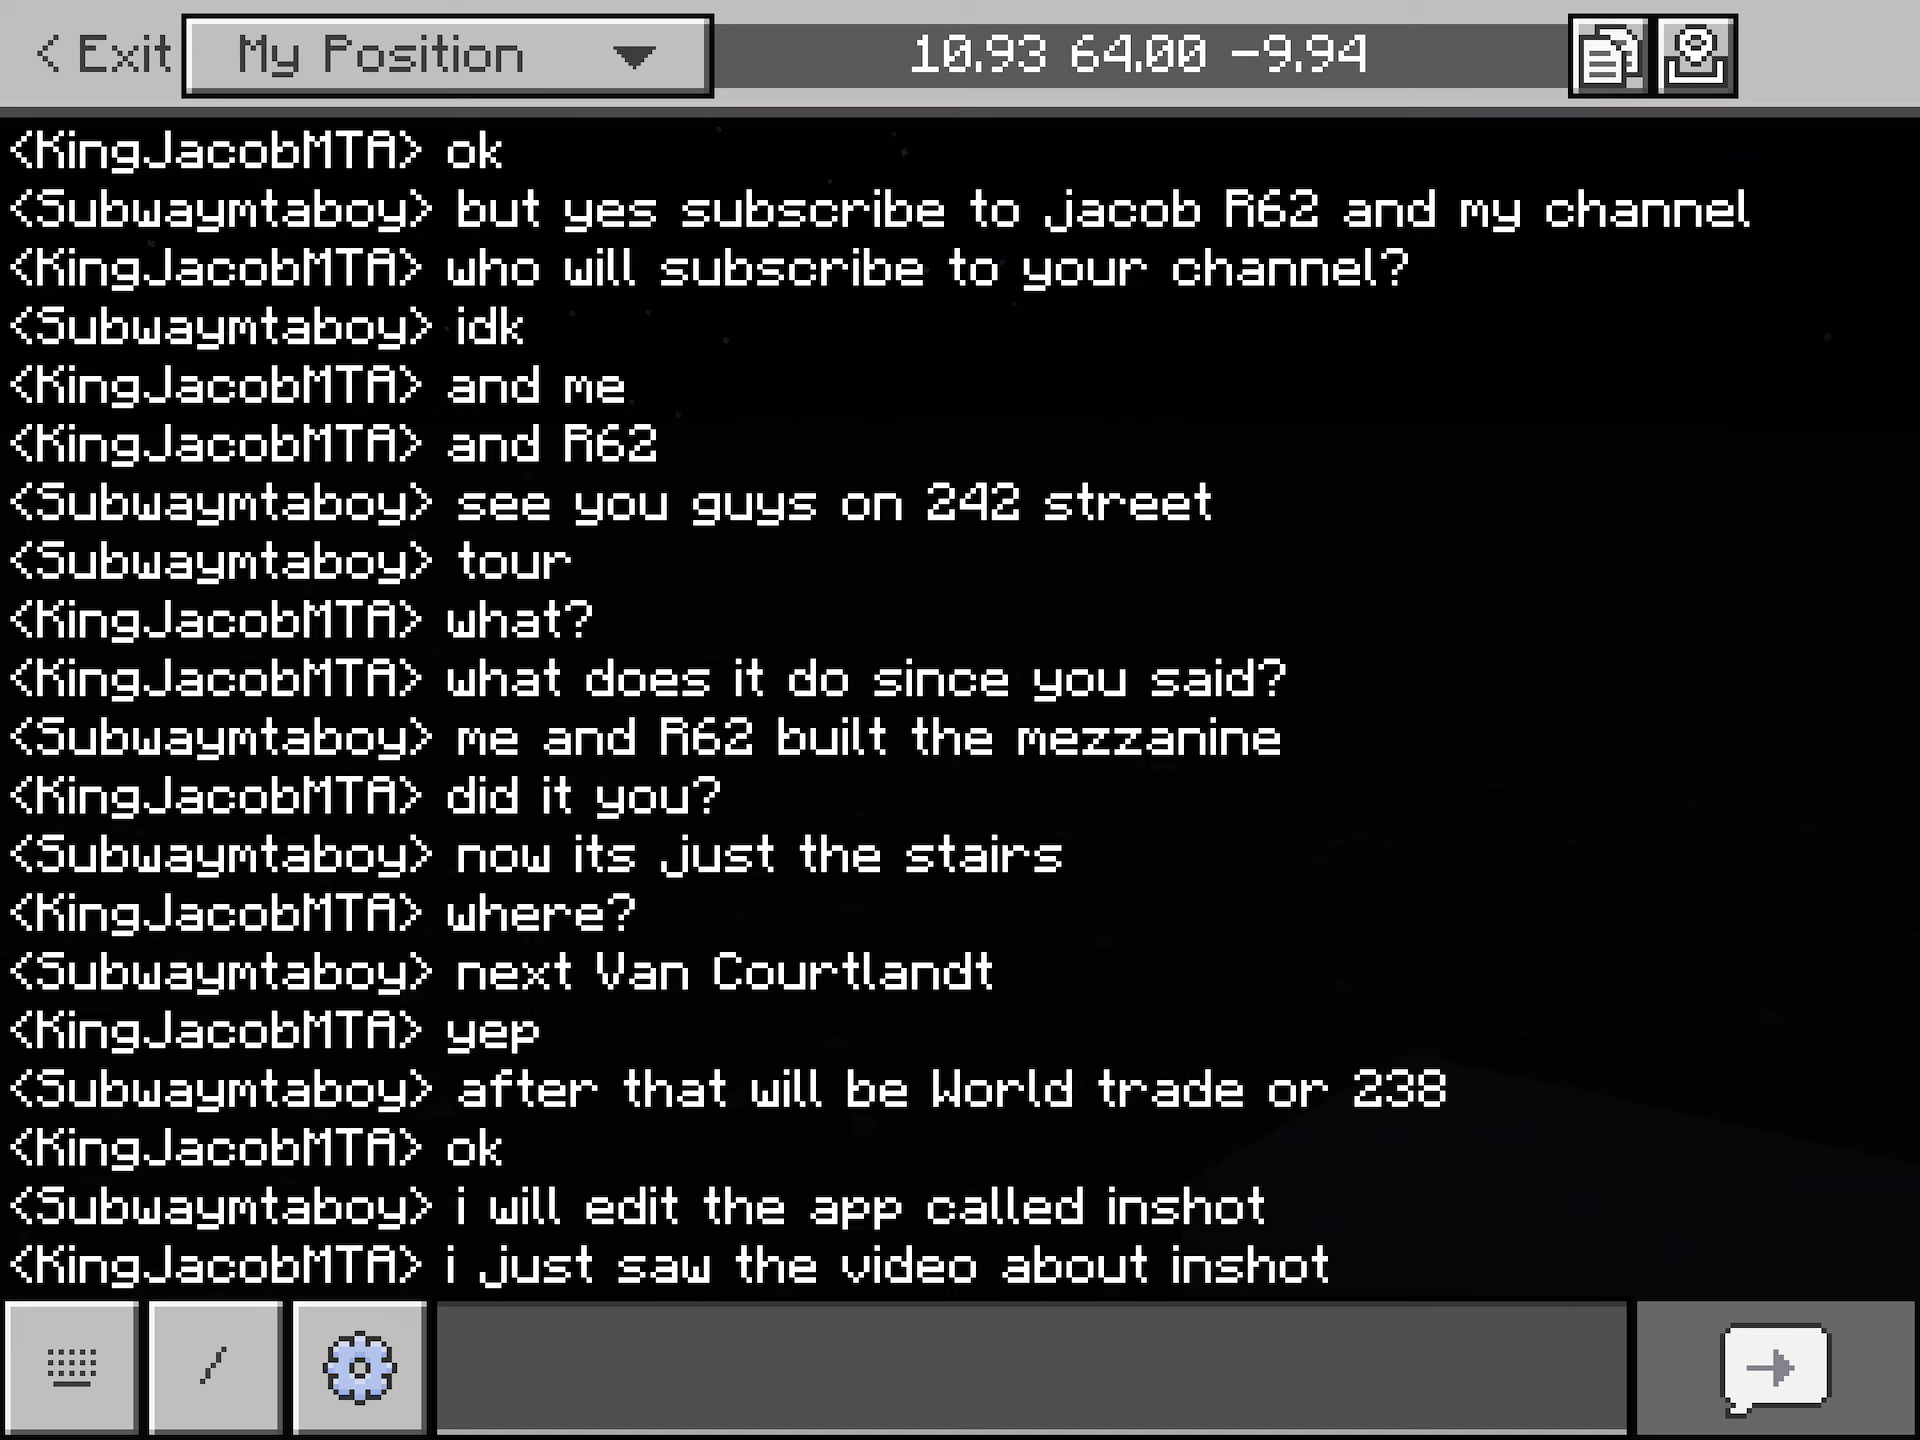 < Exit My Position 10.93 64.00 -9.94
<KingJacobMTA> ok
<Subwaymtaboy> but yes subscribe to jacob R62 and my channel
<KingJacobMTA> who will subscribe to your channel?
<Subwaymtaboy> idk
<KingJacobMTA> and me
<KingJacobMTA> and R62
<Subwaymtaboy> see you guys on 242 street
<Subwaymtaboy> tour
<KingJacobMTA> what?
<KingJacobMTA> what does it do since you said?
<Subwaymtaboy> me and R62 built the mezzanine
<KingJacobMTA> did it you?
<Subwaymtaboy> now its just the stairs
<KingJacobMTA> where?
<Subwaymtaboy> next Van Courtlandt
<KingJacobMTA> yep
<Subwaymtaboy> after that will be World trade or 238
<KingJacobMTA> ok
<Subwaymtaboy> i will edit the app called inshot
<KingJacobMTA> i just saw the video about inshot
/